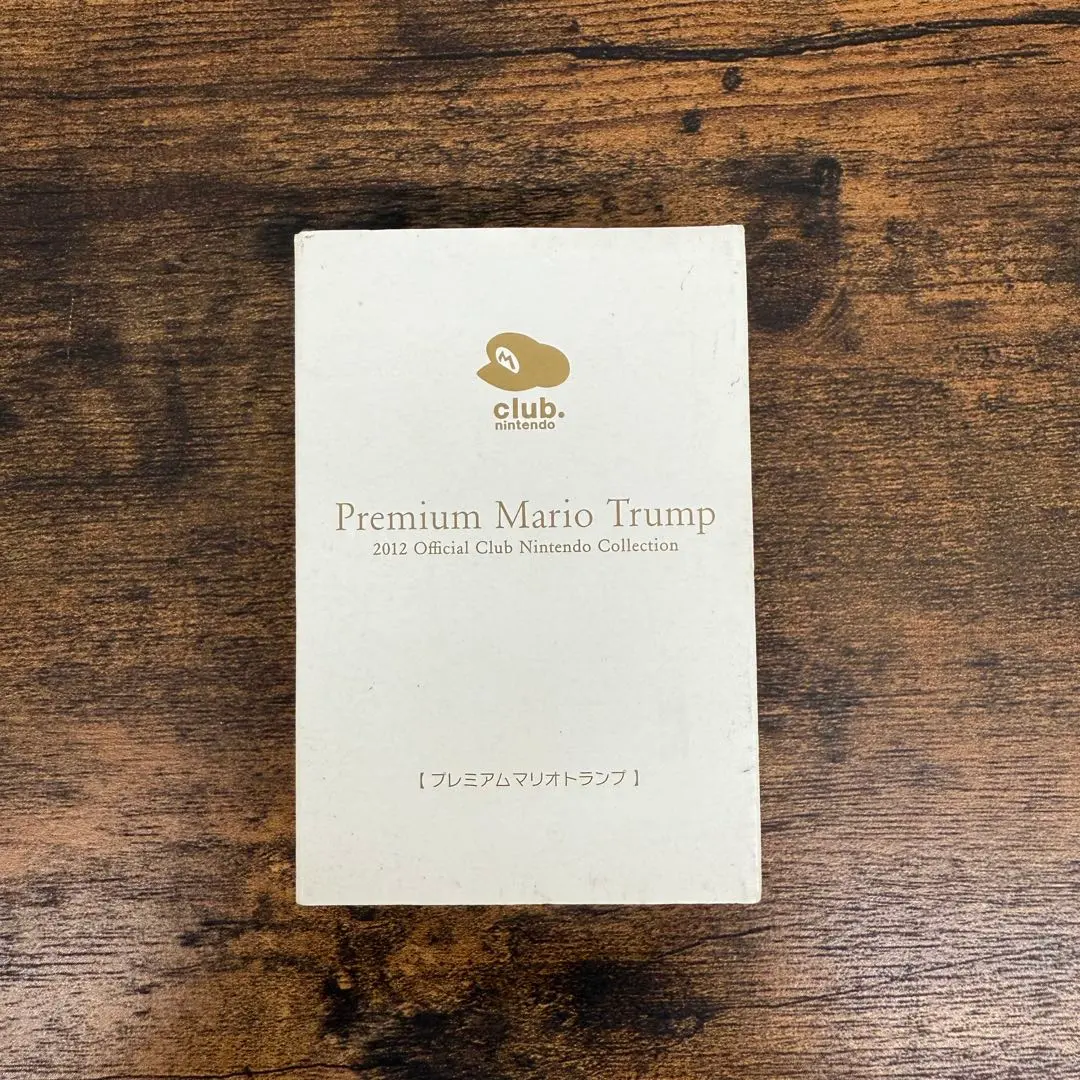 M
club.
nintendo
Premium Mario Trump
2012 Official Club Nintendo Collection
【プレミアムマリオトランプ】